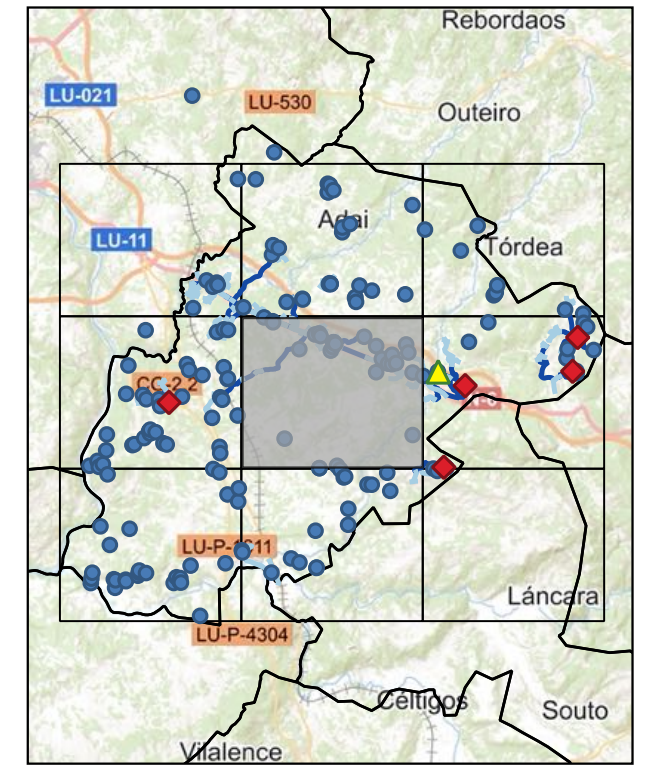 Rebordaos
LU-021
LU-530
Outeiro
Adai
LU-11
Tórdea
Láncara
LU-P-4304
Céltigos
Souto
Vilalence